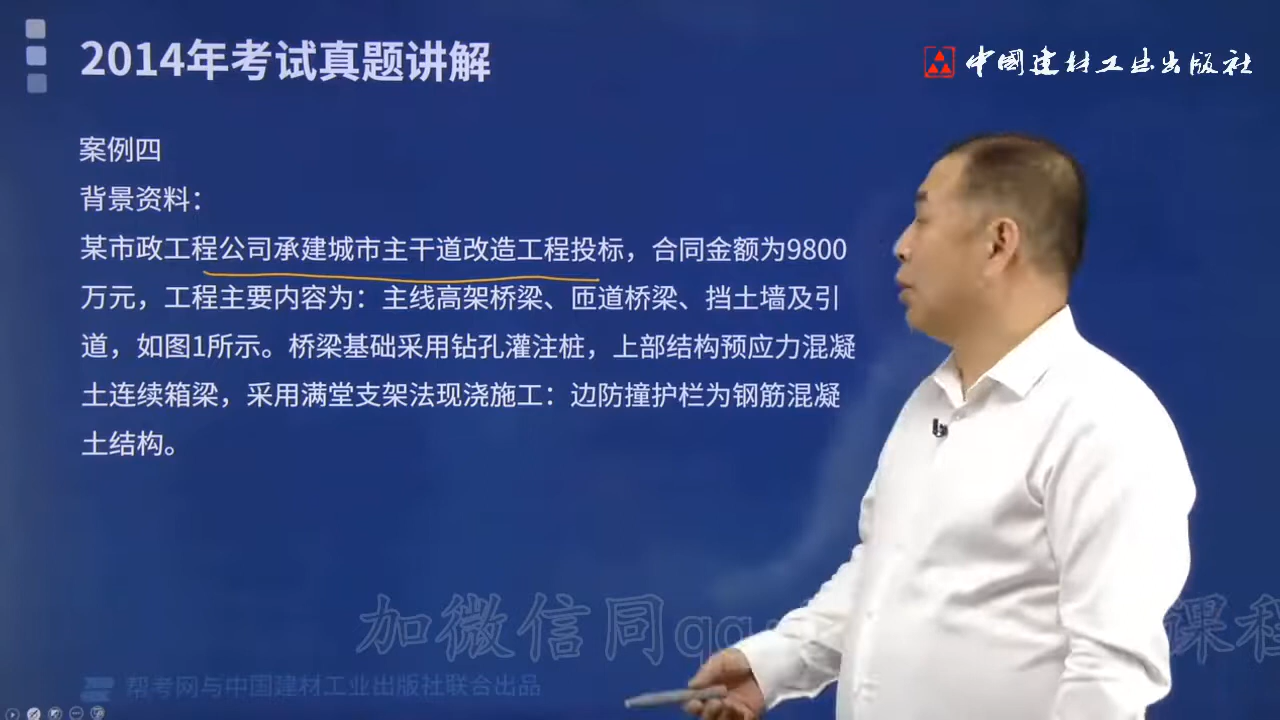 2014年考试真题讲解
中国建材工业出版社
案例四
背景资料：
某市政工程公司承建城市主干道改造工程投标，合同金额为9800
万元，工程主要内容为：主线高架桥梁、匝道桥梁、挡土墙及引
道，如图1所示。桥梁基础采用钻孔灌注桩，上部结构预应力混凝
土连续箱梁，采用满堂支架法现浇施工：边防撞护栏为钢筋混凝
土结构。
加微信同qq 课程
帮考网与中国建材工业出版社联合出品